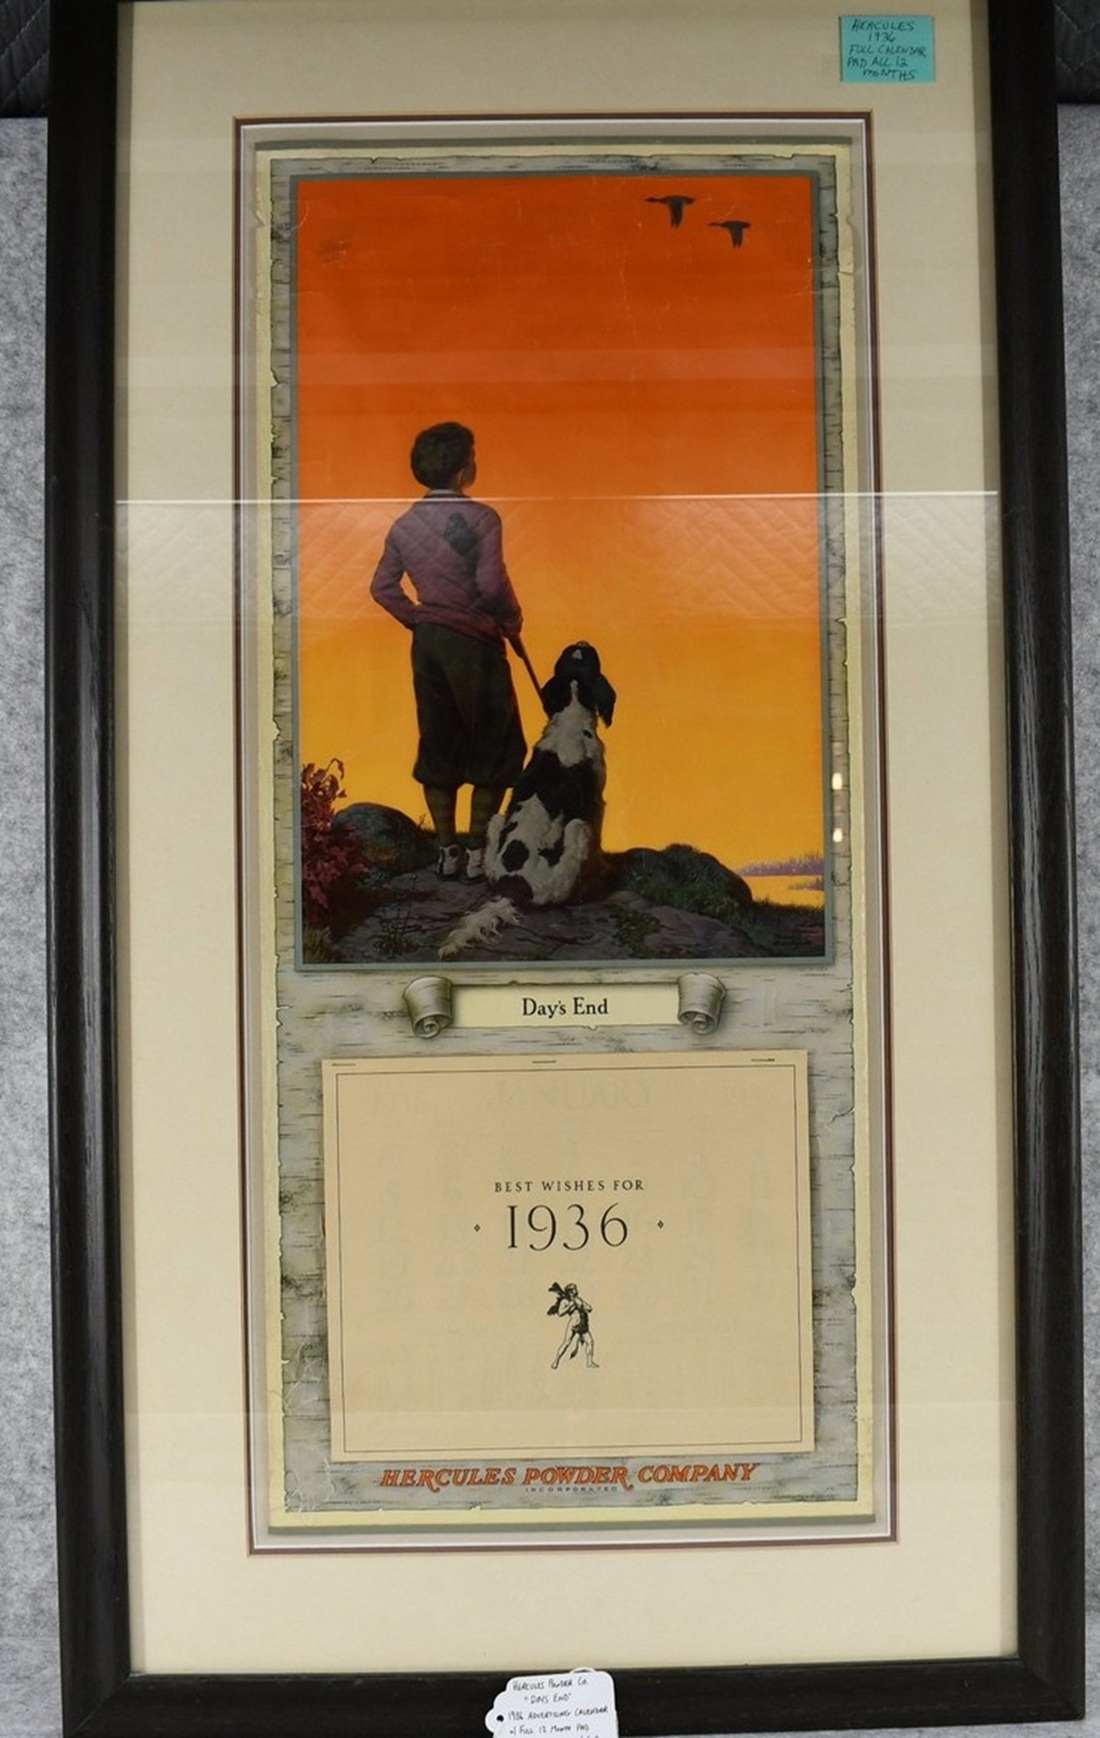 HERCULES
1936
FULL CALENDAR
PAD ALL 12
MONTHS
Day's End
BEST WISHES FOR
1936
HERCULES POWDER COMPANY
INCORPORATED
HERCULES POWDER Co.
"DAYS END"
1936 ADVERTISING CALENDAR
w/ FULL 12 MONTH PAD